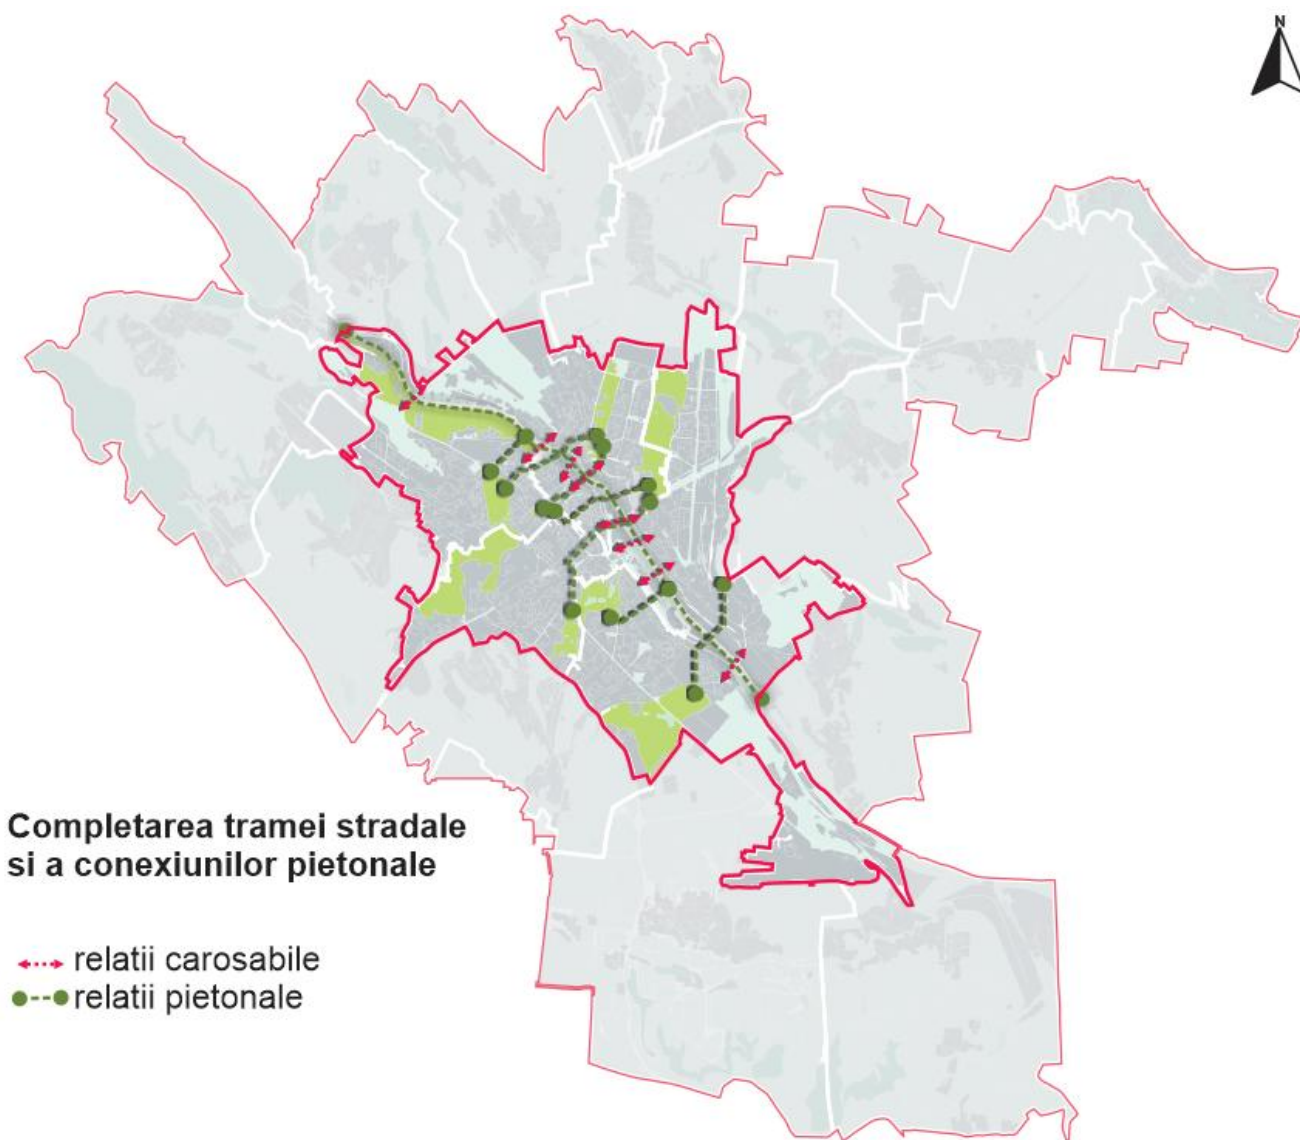 N
Completarea tramei stradale
si a conexiunilor pietonale
relatii carosabile
relatii pietonale